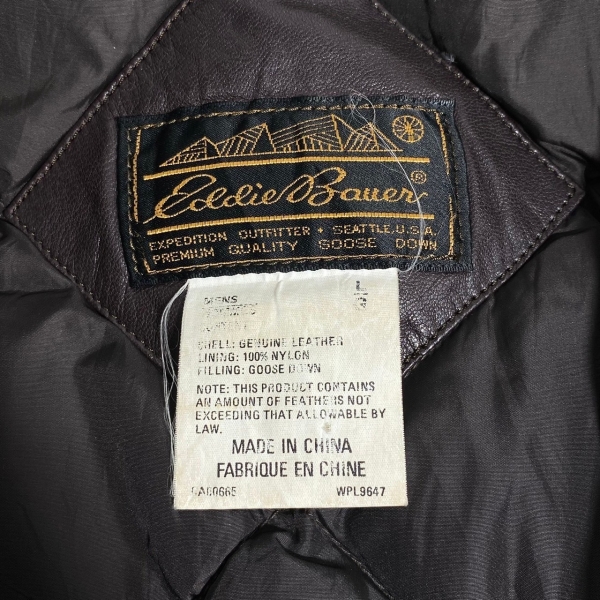 Eddie Bauer®
EXPEDITION OUTFITTER • SEATTLE, U.S.A.
PREMIUM QUALITY GOOSE DOWN
MENS
L
SHELL: GENUINE LEATHER
LINING: 100% NYLON
FILLING: GOOSE DOWN
NOTE: THIS PRODUCT CONTAINS
AN AMOUNT OF FEATHERS NOT
EXCEEDING THAT ALLOWABLE BY
LAW.
MADE IN CHINA
FABRIQUE EN CHINE
WPL9647